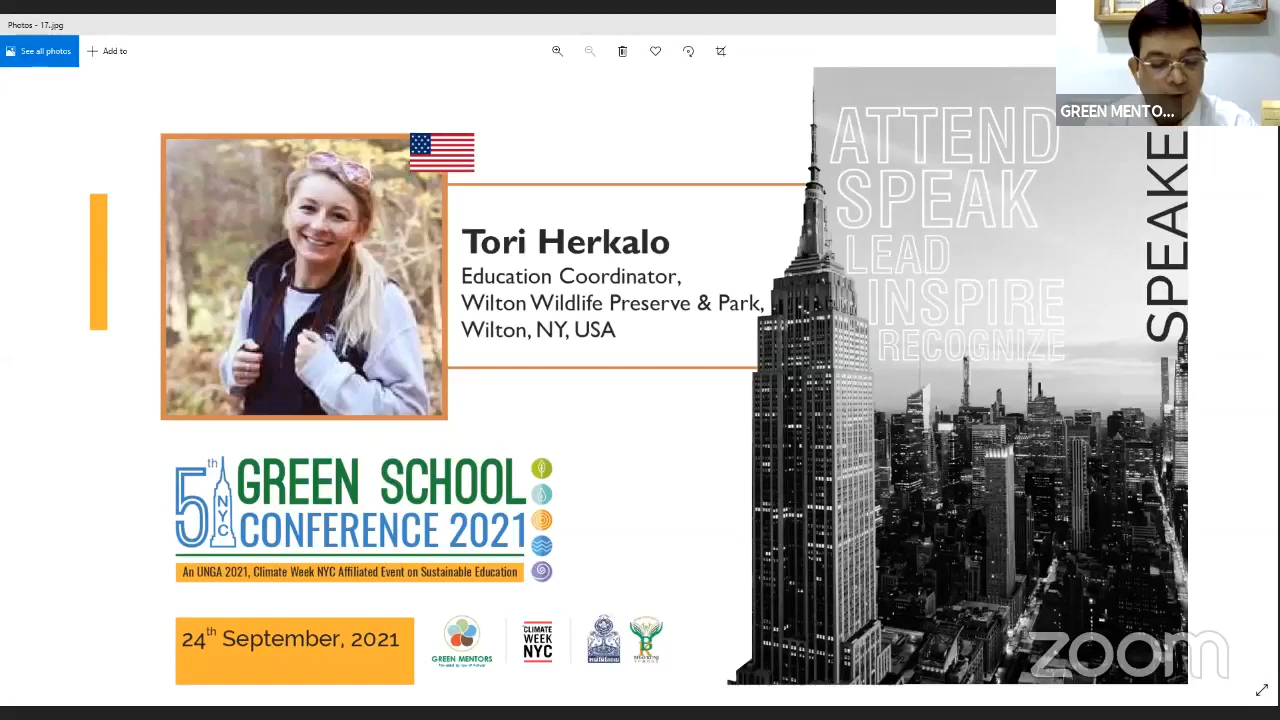 Photos - 17..jpg
See all photos
Add to
GREEN MENTO...
ATTEND
SPEAK
LEAD
INSPIRE
RECOGNIZE
SPEAKE
Tori Herkalo
Education Coordinator,
Wilton Wildlife Preserve & Park,
Wilton, NY, USA
5th NYC GREEN SCHOOL
CONFERENCE 2021
An UNGA 2021, Climate Week NYC Affiliated Event on Sustainable Education
24th September, 2021
GREEN MENTORS
°CLIMATE
WEEK
NYC
zoom